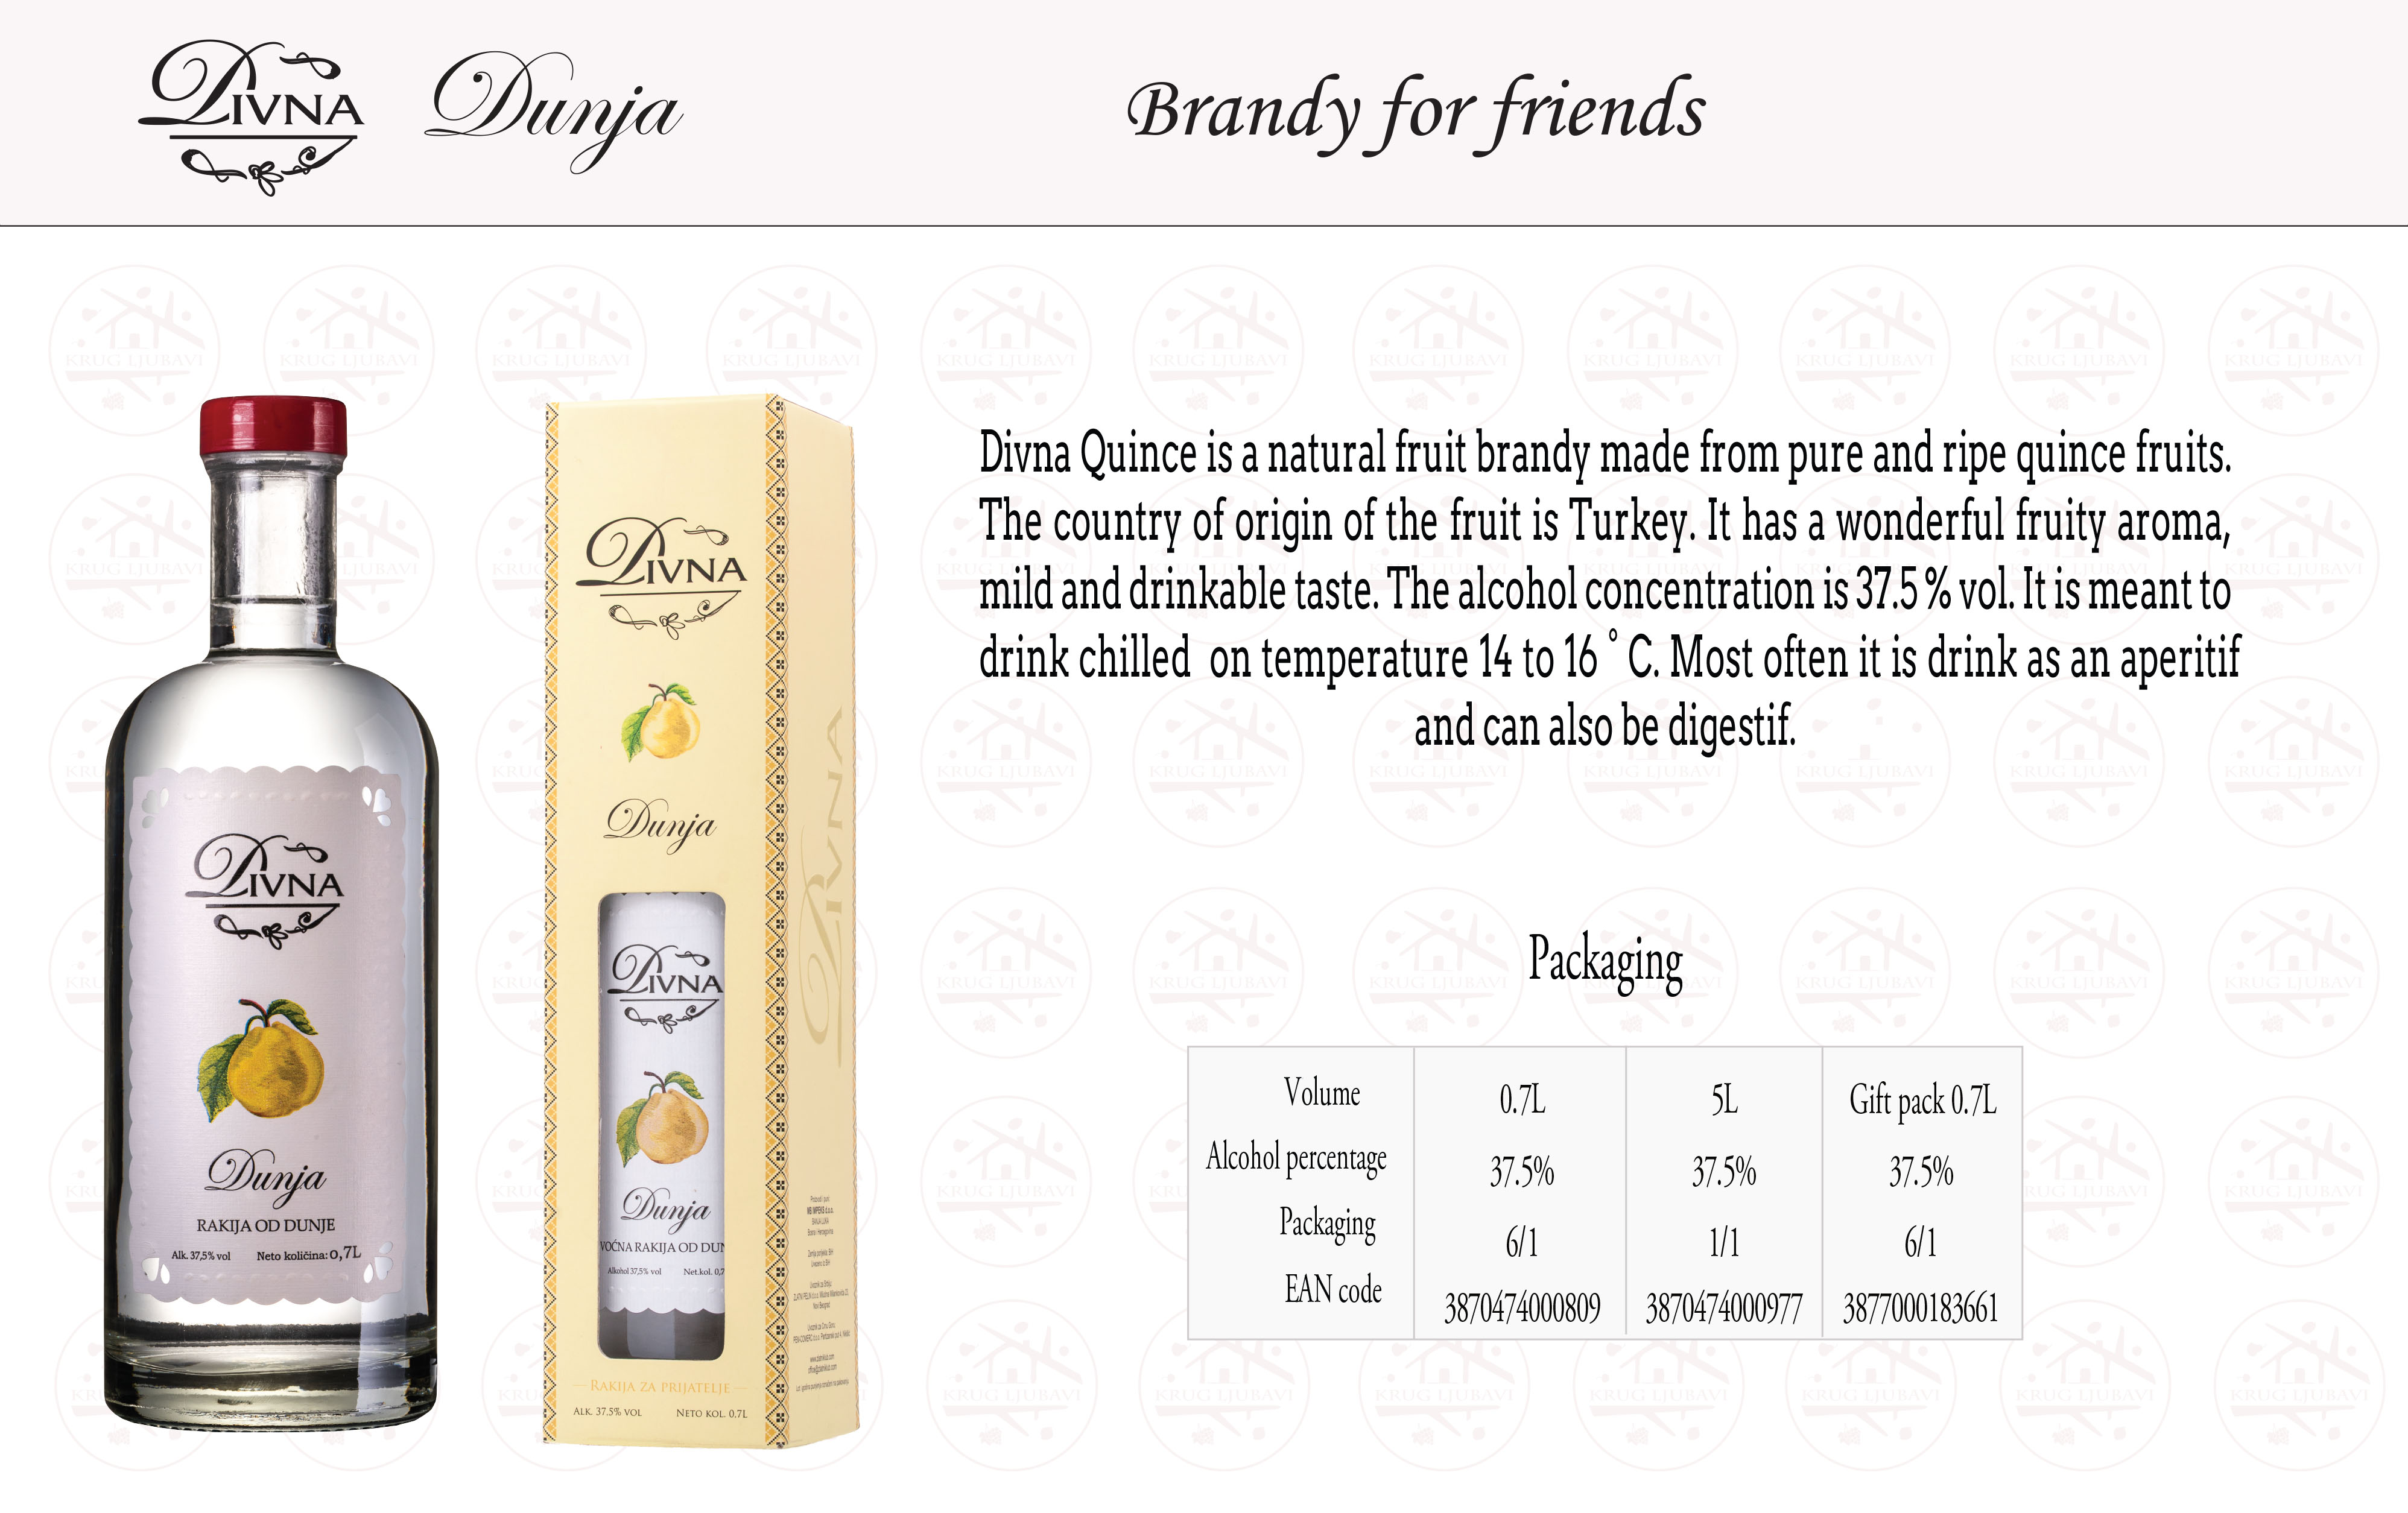 DIVNA
Dunja
Brandy for friends
Divna Quince is a natural fruit brandy made from pure and ripe quince fruits.
The country of origin of the fruit is Turkey. It has a wonderful fruity aroma,
mild and drinkable taste. The alcohol concentration is 37.5 % vol. It is meant to
drink chilled on temperature 14 to 16 ° C. Most often it is drink as an aperitif
and can also be digestif.
Packaging
Volume 0.7L 5L Gift pack 0.7L
Alcohol percentage 37.5% 37.5% 37.5%
Packaging 6/1 1/1 6/1
EAN code 3870474000809 3870474000977 3877000183661
DIVNA
Dunja
RAKIJA OD DUNJE
Alk. 37,5% vol Neto količina: 0,7L
DIVNA
Dunja
DIVNA
Dunja
VOĆNA RAKIJA OD DUN
Alkohol 37,5% vol Net.kol. 0,7
RAKIJA ZA PRIJATELJE
ALK. 37.5% VOL NETO KOL. 0.7L
DIVNA
KRUG LJUBAVI